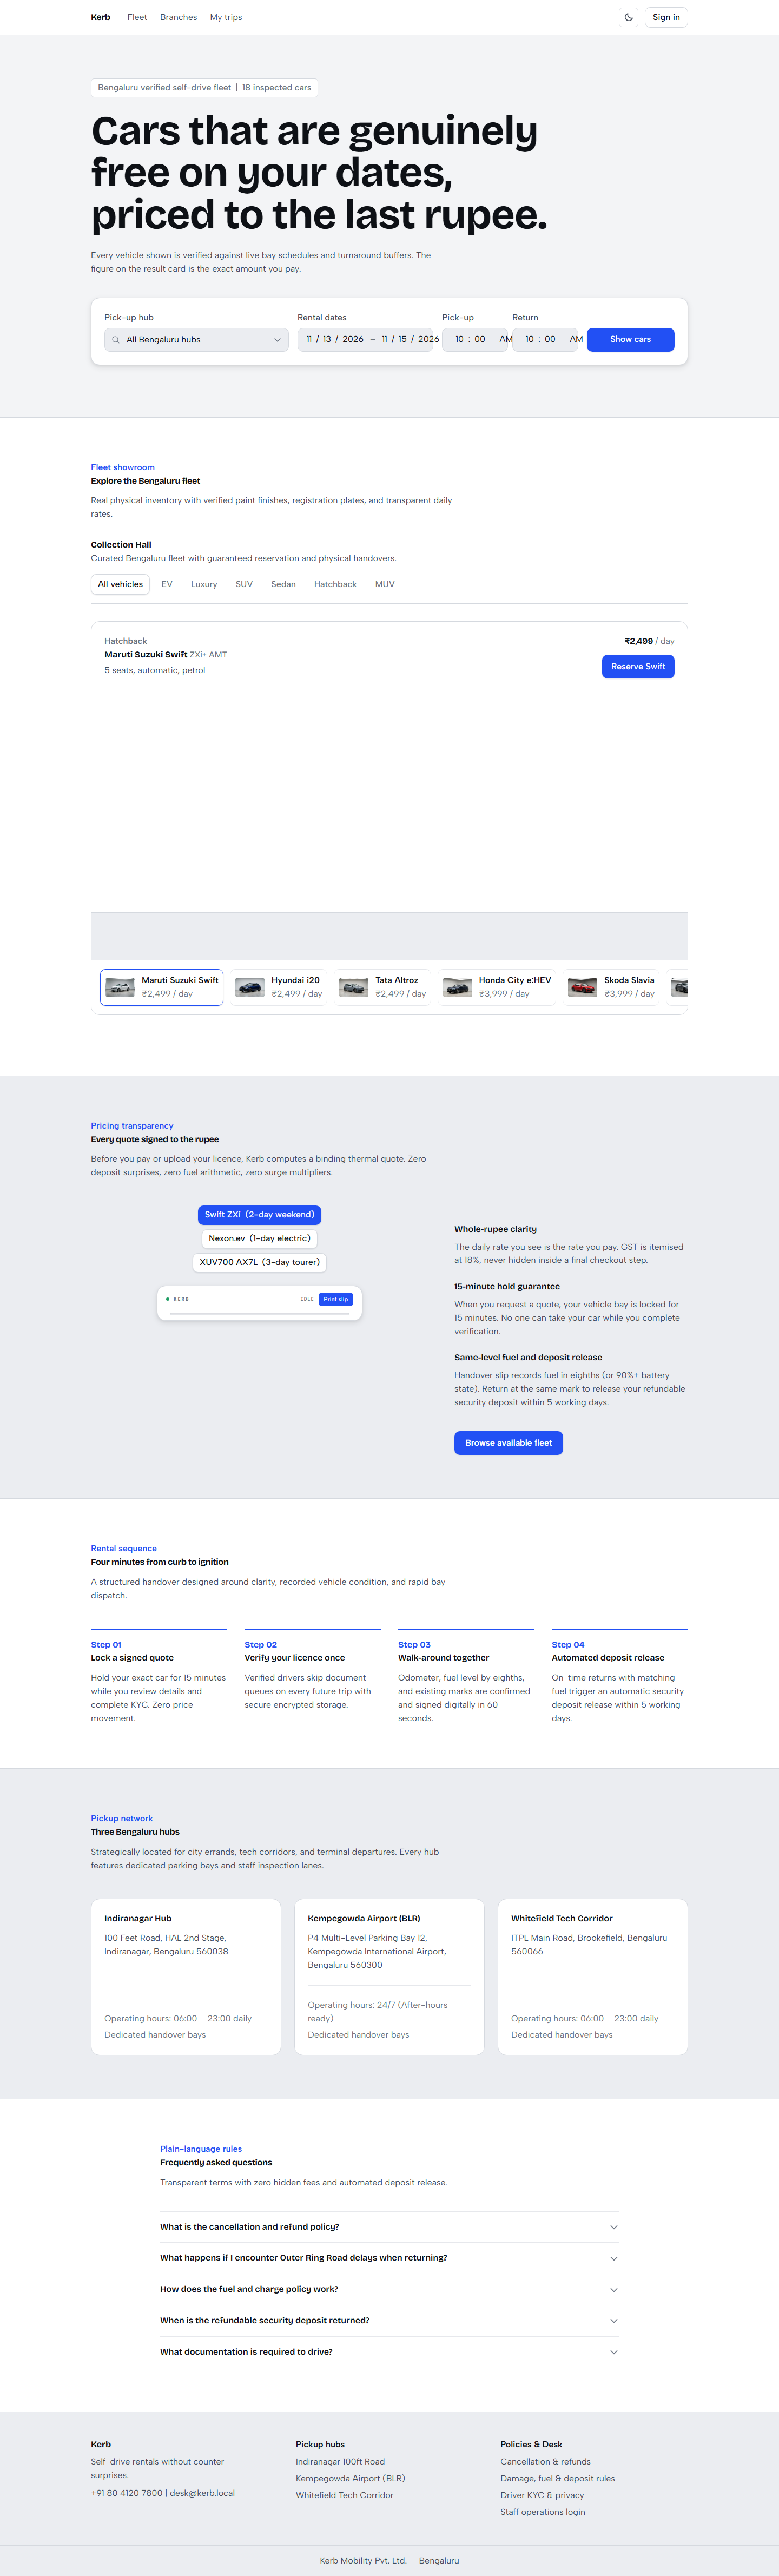 Kerb Fleet Branches My trips Sign in
Bengaluru verified self-drive fleet | 18 inspected cars
Cars that are genuinely
free on your dates,
priced to the last rupee.
Every vehicle shown is verified against live bay schedules and turnaround buffers. The
figure on the result card is the exact amount you pay.
Pick-up hub Rental dates Pick-up Return
All Bengaluru hubs 11 / 13 / 2026 – 11 / 15 / 2026 10 : 00 AM 10 : 00 AM Show cars
Fleet showroom
Explore the Bengaluru fleet
Real physical inventory with verified paint finishes, registration plates, and transparent daily
rates.
Collection Hall
Curated Bengaluru fleet with guaranteed reservation and physical handovers.
All vehicles EV Luxury SUV Sedan Hatchback MUV
Hatchback
Maruti Suzuki Swift ZXi+ AMT
5 seats, automatic, petrol
₹2,499 / day
Reserve Swift
Maruti Suzuki Swift
₹2,499 / day
Hyundai i20
₹2,499 / day
Tata Altroz
₹2,499 / day
Honda City e:HEV
₹3,999 / day
Skoda Slavia
₹3,999 / day
Pricing transparency
Every quote signed to the rupee
Before you pay or upload your licence, Kerb computes a binding thermal quote. Zero
deposit surprises, zero fuel arithmetic, zero surge multipliers.
Swift ZXi (2-day weekend)
Nexon.ev (1-day electric)
XUV700 AX7L (3-day tourer)
KERB IDLE Print slip
Whole-rupee clarity
The daily rate you see is the rate you pay. GST is itemised
at 18%, never hidden inside a final checkout step.
15-minute hold guarantee
When you request a quote, your vehicle bay is locked for
15 minutes. No one can take your car while you complete
verification.
Same-level fuel and deposit release
Handover slip records fuel in eighths (or 90%+ battery
state). Return at the same mark to release your refundable
security deposit within 5 working days.
Browse available fleet
Rental sequence
Four minutes from curb to ignition
A structured handover designed around clarity, recorded vehicle condition, and rapid bay
dispatch.
Step 01
Lock a signed quote
Hold your exact car for 15 minutes
while you review details and
complete KYC. Zero price
movement.
Step 02
Verify your licence once
Verified drivers skip document
queues on every future trip with
secure encrypted storage.
Step 03
Walk-around together
Odometer, fuel level by eighths,
and existing marks are confirmed
and signed digitally in 60
seconds.
Step 04
Automated deposit release
On-time returns with matching
fuel trigger an automatic security
deposit release within 5 working
days.
Pickup network
Three Bengaluru hubs
Strategically located for city errands, tech corridors, and terminal departures. Every hub
features dedicated parking bays and staff inspection lanes.
Indiranagar Hub
100 Feet Road, HAL 2nd Stage,
Indiranagar, Bengaluru 560038
Operating hours: 06:00 – 23:00 daily
Dedicated handover bays
Kempegowda Airport (BLR)
P4 Multi-Level Parking Bay 12,
Kempegowda International Airport,
Bengaluru 560300
Operating hours: 24/7 (After-hours
ready)
Dedicated handover bays
Whitefield Tech Corridor
ITPL Main Road, Brookefield, Bengaluru
560066
Operating hours: 06:00 – 23:00 daily
Dedicated handover bays
Plain-language rules
Frequently asked questions
Transparent terms with zero hidden fees and automated deposit release.
What is the cancellation and refund policy?
What happens if I encounter Outer Ring Road delays when returning?
How does the fuel and charge policy work?
When is the refundable security deposit returned?
What documentation is required to drive?
Kerb
Self-drive rentals without counter
surprises.
+91 80 4120 7800 | desk@kerb.local
Pickup hubs
Indiranagar 100ft Road
Kempegowda Airport (BLR)
Whitefield Tech Corridor
Policies & Desk
Cancellation & refunds
Damage, fuel & deposit rules
Driver KYC & privacy
Staff operations login
Kerb Mobility Pvt. Ltd. — Bengaluru